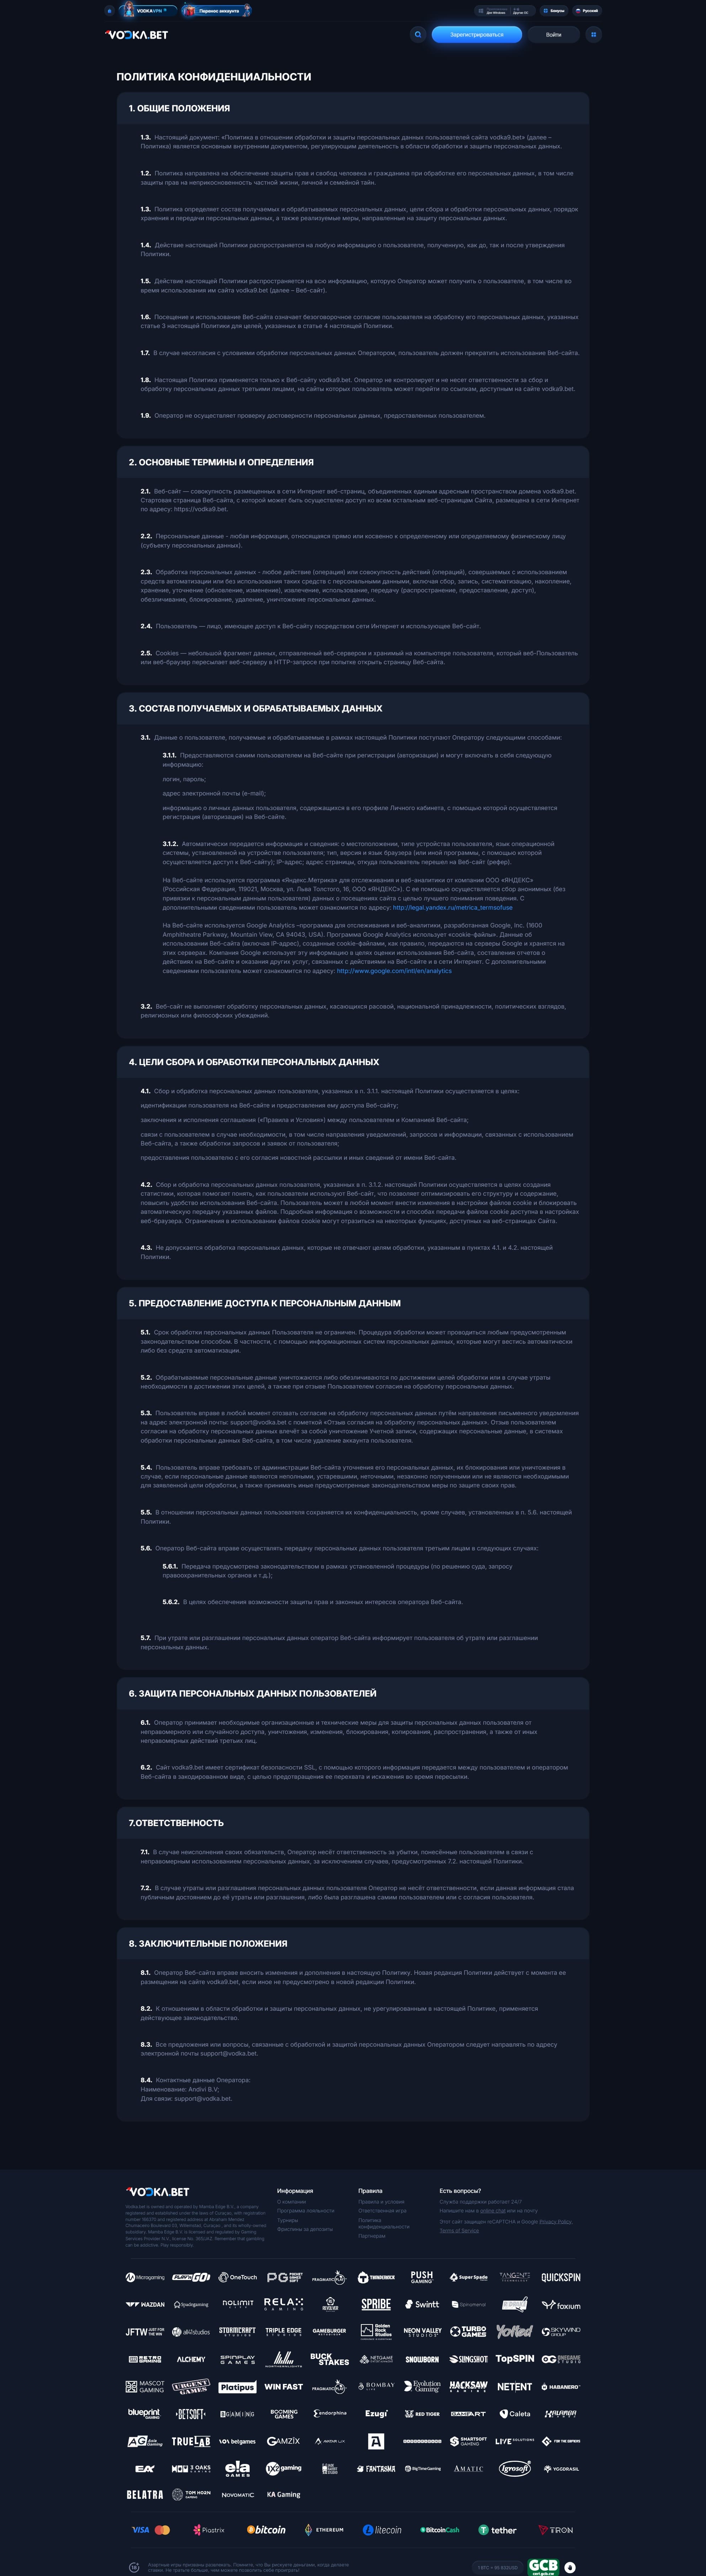 VODKAVPN
Перенос аккаунта
Для Windows
Другие ОС
Бонусы
Русский
VODKA.BET
Зарегистрироваться
Войти
ПОЛИТИКА КОНФИДЕНЦИАЛЬНОСТИ
1. ОБЩИЕ ПОЛОЖЕНИЯ
1.3. Настоящий документ: «Политика в отношении обработки и защиты персональных данных пользователей сайта vodka9.bet» (далее –
Политика) является основным внутренним документом, регулирующим деятельность в области обработки и защиты персональных данных.
1.2. Политика направлена на обеспечение защиты прав и свобод человека и гражданина при обработке его персональных данных, в том числе
защиты прав на неприкосновенность частной жизни, личной и семейной тайн.
1.3. Политика определяет состав получаемых и обрабатываемых персональных данных, цели сбора и обработки персональных данных, порядок
хранения и передачи персональных данных, а также реализуемые меры, направленные на защиту персональных данных.
1.4. Действие настоящей Политики распространяется на любую информацию о пользователе, полученную, как до, так и после утверждения
Политики.
1.5. Действие настоящей Политики распространяется на всю информацию, которую Оператор может получить о пользователе, в том числе во
время использования им сайта vodka9.bet (далее – Веб-сайт).
1.6. Посещение и использование Веб-сайта означает безоговорочное согласие пользователя на обработку его персональных данных, указанных
статье 3 настоящей Политики для целей, указанных в статье 4 настоящей Политики.
1.7. В случае несогласия с условиями обработки персональных данных Оператором, пользователь должен прекратить использование Веб-сайта.
1.8. Настоящая Политика применяется только к Веб-сайту vodka9.bet. Оператор не контролирует и не несет ответственности за сбор и
обработку персональных данных третьими лицами, на сайты которых пользователь может перейти по ссылкам, доступным на сайте vodka9.bet.
1.9. Оператор не осуществляет проверку достоверности персональных данных, предоставленных пользователем.
2. ОСНОВНЫЕ ТЕРМИНЫ И ОПРЕДЕЛЕНИЯ
2.1. Веб-сайт — совокупность размещенных в сети Интернет веб-страниц, объединенных единым адресным пространством домена vodka9.bet.
Стартовая страница Веб-сайта, с которой может быть осуществлен доступ ко всем остальным веб-страницам Сайта, размещена в сети Интернет
по адресу: https://vodka9.bet.
2.2. Персональные данные - любая информация, относящаяся прямо или косвенно к определенному или определяемому физическому лицу
(субъекту персональных данных).
2.3. Обработка персональных данных - любое действие (операция) или совокупность действий (операций), совершаемых с использованием
средств автоматизации или без использования таких средств с персональными данными, включая сбор, запись, систематизацию, накопление,
хранение, уточнение (обновление, изменение), извлечение, использование, передачу (распространение, предоставление, доступ),
обезличивание, блокирование, удаление, уничтожение персональных данных.
2.4. Пользователь — лицо, имеющее доступ к Веб-сайту посредством сети Интернет и использующее Веб-сайт.
2.5. Cookies — небольшой фрагмент данных, отправленный веб-сервером и хранимый на компьютере пользователя, который веб-Пользователь
или веб-браузер пересылает веб-серверу в HTTP-запросе при попытке открыть страницу Веб-сайта.
3. СОСТАВ ПОЛУЧАЕМЫХ И ОБРАБАТЫВАЕМЫХ ДАННЫХ
3.1. Данные о пользователе, получаемые и обрабатываемые в рамках настоящей Политики поступают Оператору следующими способами:
3.1.1. Предоставляются самим пользователем на Веб-сайте при регистрации (авторизации) и могут включать в себя следующую
информацию:
логин, пароль;
адрес электронной почты (e-mail);
информацию о личных данных пользователя, содержащихся в его профиле Личного кабинета, с помощью которой осуществляется
регистрация (авторизация) на Веб-сайте.
3.1.2. Автоматически передается информация и сведения: о местоположении, типе устройства пользователя, язык операционной
системы, установленной на устройстве пользователя; тип, версия и язык браузера (или иной программы, с помощью которой
осуществляется доступ к Веб-сайту); IP-адрес; адрес страницы, откуда пользователь перешел на Веб-сайт (рефер).
На Веб-сайте используется программа «Яндекс.Метрика» для отслеживания и веб-аналитики от компании ООО «ЯНДЕКС»
(Российская Федерация, 119021, Москва, ул. Льва Толстого, 16, ООО «ЯНДЕКС»). С ее помощью осуществляется сбор анонимных (без
привязки к персональным данным пользователя) данных о посещениях сайта с целью лучшего понимания поведения. С
дополнительными сведениями пользователь может ознакомится по адресу: http://legal.yandex.ru/metrica_termsofuse
На Веб-сайте используется Google Analytics –программа для отслеживания и веб-аналитики, разработанная Google, Inc. (1600
Amphitheatre Parkway, Mountain View, CA 94043, USA). Программа Google Analytics использует «cookie-файлы». Данные об
использовании Веб-сайта (включая IP-адрес), созданные cookie-файлами, как правило, передаются на серверы Google и хранятся на
этих серверах. Компания Google использует эту информацию в целях оценки использования Веб-сайта, составления отчетов о
действиях на Веб-сайте и оказания других услуг, связанных с действиями на Веб-сайте и в сети Интернет. С дополнительными
сведениями пользователь может ознакомится по адресу: http://www.google.com/intl/en/analytics
3.2. Веб-сайт не выполняет обработку персональных данных, касающихся расовой, национальной принадлежности, политических взглядов,
религиозных или философских убеждений.
4. ЦЕЛИ СБОРА И ОБРАБОТКИ ПЕРСОНАЛЬНЫХ ДАННЫХ
4.1. Сбор и обработка персональных данных пользователя, указанных в п. 3.1.1. настоящей Политики осуществляется в целях:
идентификации пользователя на Веб-сайте и предоставления ему доступа Веб-сайту;
заключения и исполнения соглашения («Правила и Условия») между пользователем и Компанией Веб-сайта;
связи с пользователем в случае необходимости, в том числе направления уведомлений, запросов и информации, связанных с использованием
Веб-сайта, а также обработки запросов и заявок от пользователя;
предоставления пользователю с его согласия новостной рассылки и иных сведений от имени Веб-сайта.
4.2. Сбор и обработка персональных данных пользователя, указанных в п. 3.1.2. настоящей Политики осуществляется в целях создания
статистики, которая помогает понять, как пользователи используют Веб-сайт, что позволяет оптимизировать его структуру и содержание,
повысить удобство использования Веб-сайта. Пользователь может в любой момент внести изменения в настройки файлов cookie и блокировать
автоматическую передачу указанных файлов. Подробная информация о возможности и способах передачи файлов cookie доступна в настройках
веб-браузера. Ограничения в использовании файлов cookie могут отразиться на некоторых функциях, доступных на веб-страницах Сайта.
4.3. Не допускается обработка персональных данных, которые не отвечают целям обработки, указанным в пунктах 4.1. и 4.2. настоящей
Политики.
5. ПРЕДОСТАВЛЕНИЕ ДОСТУПА К ПЕРСОНАЛЬНЫМ ДАННЫМ
5.1. Срок обработки персональных данных Пользователя не ограничен. Процедура обработки может проводиться любым предусмотренным
законодательством способом. В частности, с помощью информационных систем персональных данных, которые могут вестись автоматически
либо без средств автоматизации.
5.2. Обрабатываемые персональные данные уничтожаются либо обезличиваются по достижении целей обработки или в случае утраты
необходимости в достижении этих целей, а также при отзыве Пользователем согласия на обработку персональных данных.
5.3. Пользователь вправе в любой момент отозвать согласие на обработку персональных данных путём направления письменного уведомления
на адрес электронной почты: support@vodka.bet с пометкой «Отзыв согласия на обработку персональных данных». Отзыв пользователем
согласия на обработку персональных данных влечёт за собой уничтожение Учетной записи, содержащих персональные данные, в системах
обработки персональных данных Веб-сайта, в том числе удаление аккаунта пользователя.
5.4. Пользователь вправе требовать от администрации Веб-сайта уточнения его персональных данных, их блокирования или уничтожения в
случае, если персональные данные являются неполными, устаревшими, неточными, незаконно полученными или не являются необходимыми
для заявленной цели обработки, а также принимать иные предусмотренные законодательством меры по защите своих прав.
5.5. В отношении персональных данных пользователя сохраняется их конфиденциальность, кроме случаев, установленных в п. 5.6. настоящей
Политики.
5.6. Оператор Веб-сайта вправе осуществлять передачу персональных данных пользователя третьим лицам в следующих случаях:
5.6.1. Передача предусмотрена законодательством в рамках установленной процедуры (по решению суда, запросу
правоохранительных органов и т.д.);
5.6.2. В целях обеспечения возможности защиты прав и законных интересов оператора Веб-сайта.
5.7. При утрате или разглашении персональных данных оператор Веб-сайта информирует пользователя об утрате или разглашении
персональных данных.
6. ЗАЩИТА ПЕРСОНАЛЬНЫХ ДАННЫХ ПОЛЬЗОВАТЕЛЕЙ
6.1. Оператор принимает необходимые организационные и технические меры для защиты персональных данных пользователя от
неправомерного или случайного доступа, уничтожения, изменения, блокирования, копирования, распространения, а также от иных
неправомерных действий третьих лиц.
6.2. Сайт vodka9.bet имеет сертификат безопасности SSL, с помощью которого информация передается между пользователем и оператором
Веб-сайта в закодированном виде, с целью предотвращения ее перехвата и искажения во время пересылки.
7.ОТВЕТСТВЕННОСТЬ
7.1. В случае неисполнения своих обязательств, Оператор несёт ответственность за убытки, понесённые пользователем в связи с
неправомерным использованием персональных данных, за исключением случаев, предусмотренных 7.2. настоящей Политики.
7.2. В случае утраты или разглашения персональных данных пользователя Оператор не несёт ответственности, если данная информация стала
публичным достоянием до её утраты или разглашения, либо была разглашена самим пользователем или с согласия пользователя.
8. ЗАКЛЮЧИТЕЛЬНЫЕ ПОЛОЖЕНИЯ
8.1. Оператор Веб-сайта вправе вносить изменения и дополнения в настоящую Политику. Новая редакция Политики действует с момента ее
размещения на сайте vodka9.bet, если иное не предусмотрено в новой редакции Политики.
8.2. К отношениям в области обработки и защиты персональных данных, не урегулированным в настоящей Политике, применяется
действующее законодательство.
8.3. Все предложения или вопросы, связанные с обработкой и защитой персональных данных Оператором следует направлять по адресу
электронной почты support@vodka.bet.
8.4. Контактные данные Оператора:
Наименование: Andivi B.V;
Для связи: support@vodka.bet.
VODKA.BET
Информация
О компании
Программа лояльности
Турниры
Фриспины за депозиты
Правила
Правила и условия
Ответственная игра
Политика
конфиденциальности
Партнерам
Есть вопросы?
Служба поддержки работает 24/7
Напишите нам в online chat или на почту
Этот сайт защищен reCAPTCHA и Google Privacy Policy,
Terms of Service
Microgaming PLAY'N GO OneTouch PG PRAGMATIC PLAY THUNDERKICK PUSH GAMING Super Spade TANGENTE QUICKSPIN
WAZDAN Spadegaming NOLIMIT RELAX GAMING REVOLVER SPRIBE Swintt Spinomenal foxium
JFTW JUST FOR THE WIN all41studios STORMCRAFT STUDIOS TRIPLE EDGE STUDIOS GAMEBURGER Golden Rock Studios NEON VALLEY STUDIOS TURBO GAMES SKYWIND GROUP
RETRO GAMING ALCHEMY SPINPLAY GAMES NORTHERNLIGHTS BUCK STAKES NETGAME SNOWBORN SLINGSHOT TopSPIN ONEGAME STUDIO
MASCOT GAMING URGENT GAMES Platipus WIN FAST PRAGMATIC PLAY BOMBAY LIVE Evolution Gaming HACKSAW GAMING NETENT HABANERO
blueprint GAMING BETSOFT BGAMING BOOMING GAMES endorphina Ezugi RED TIGER GAMEART Caleta KALAMBA
AG Asia Gaming TRUELAB belgames GAMZIX AVATAR UX SMARTSOFT GAMING LIVE SOLUTIONS FOR THE GAMERS
3 OAKS ela GAMES 1X2 gaming FANTASMA BigTimeGaming AMATIC Igrosoft YGGDRASIL
BELATRA TOM HORN GAMING NOVOMATIC KA Gaming
VISA Piastrix bitcoin ETHEREUM litecoin BitcoinCash tether TRON
18
GCB
cert.gcb.cw